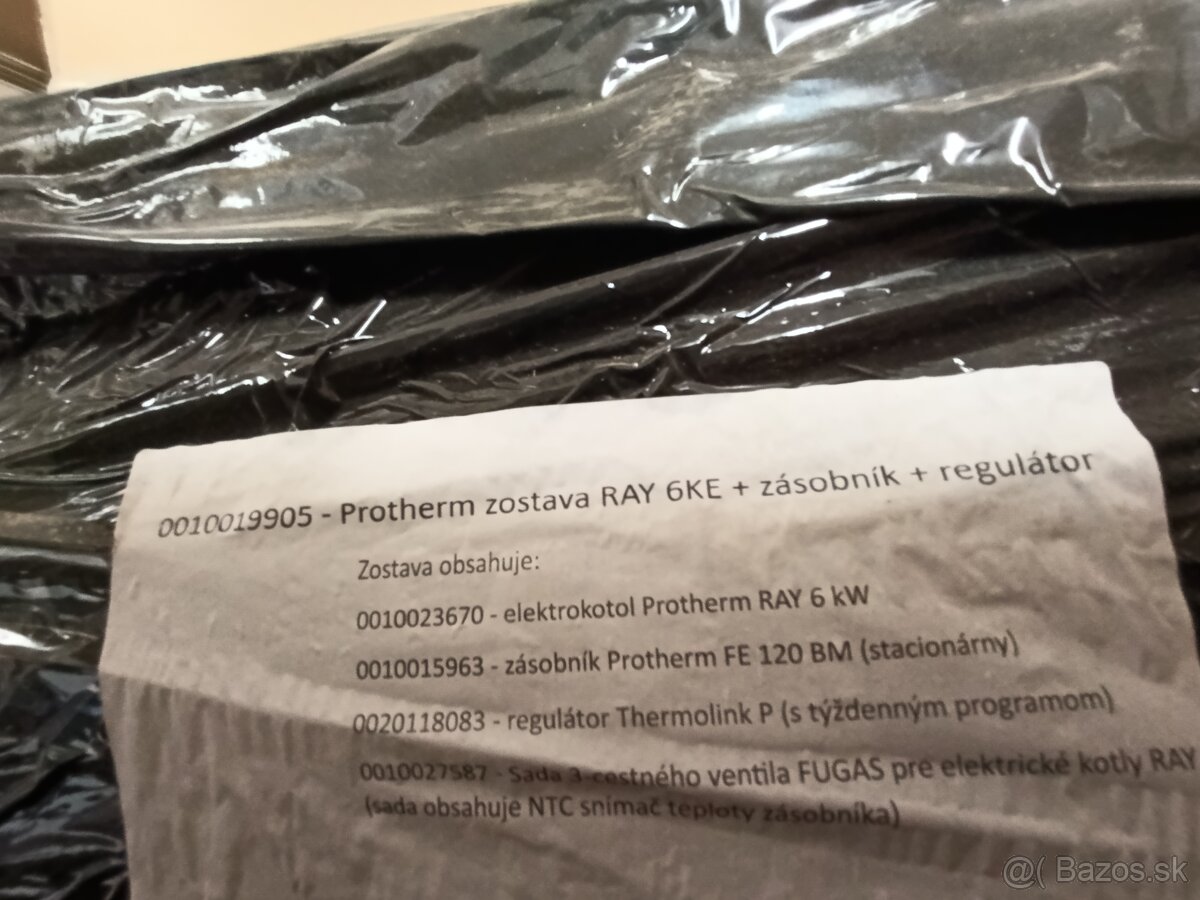 0010019905 - Protherm zostava RAY 6KE + zásobník + regulátor
Zostava obsahuje:
0010023670 - elektrokotol Protherm RAY 6 kW
0010015963 - zásobník Protherm FE 120 BM (stacionárny)
0020118083 - regulátor Thermolink P (s týždenným programom)
0010027587 - Sada 3-cestného ventila FUGAS pre elektrické kotly RAY
(sada obsahuje NTC snímač teploty zásobníka)
@( Bazos.sk